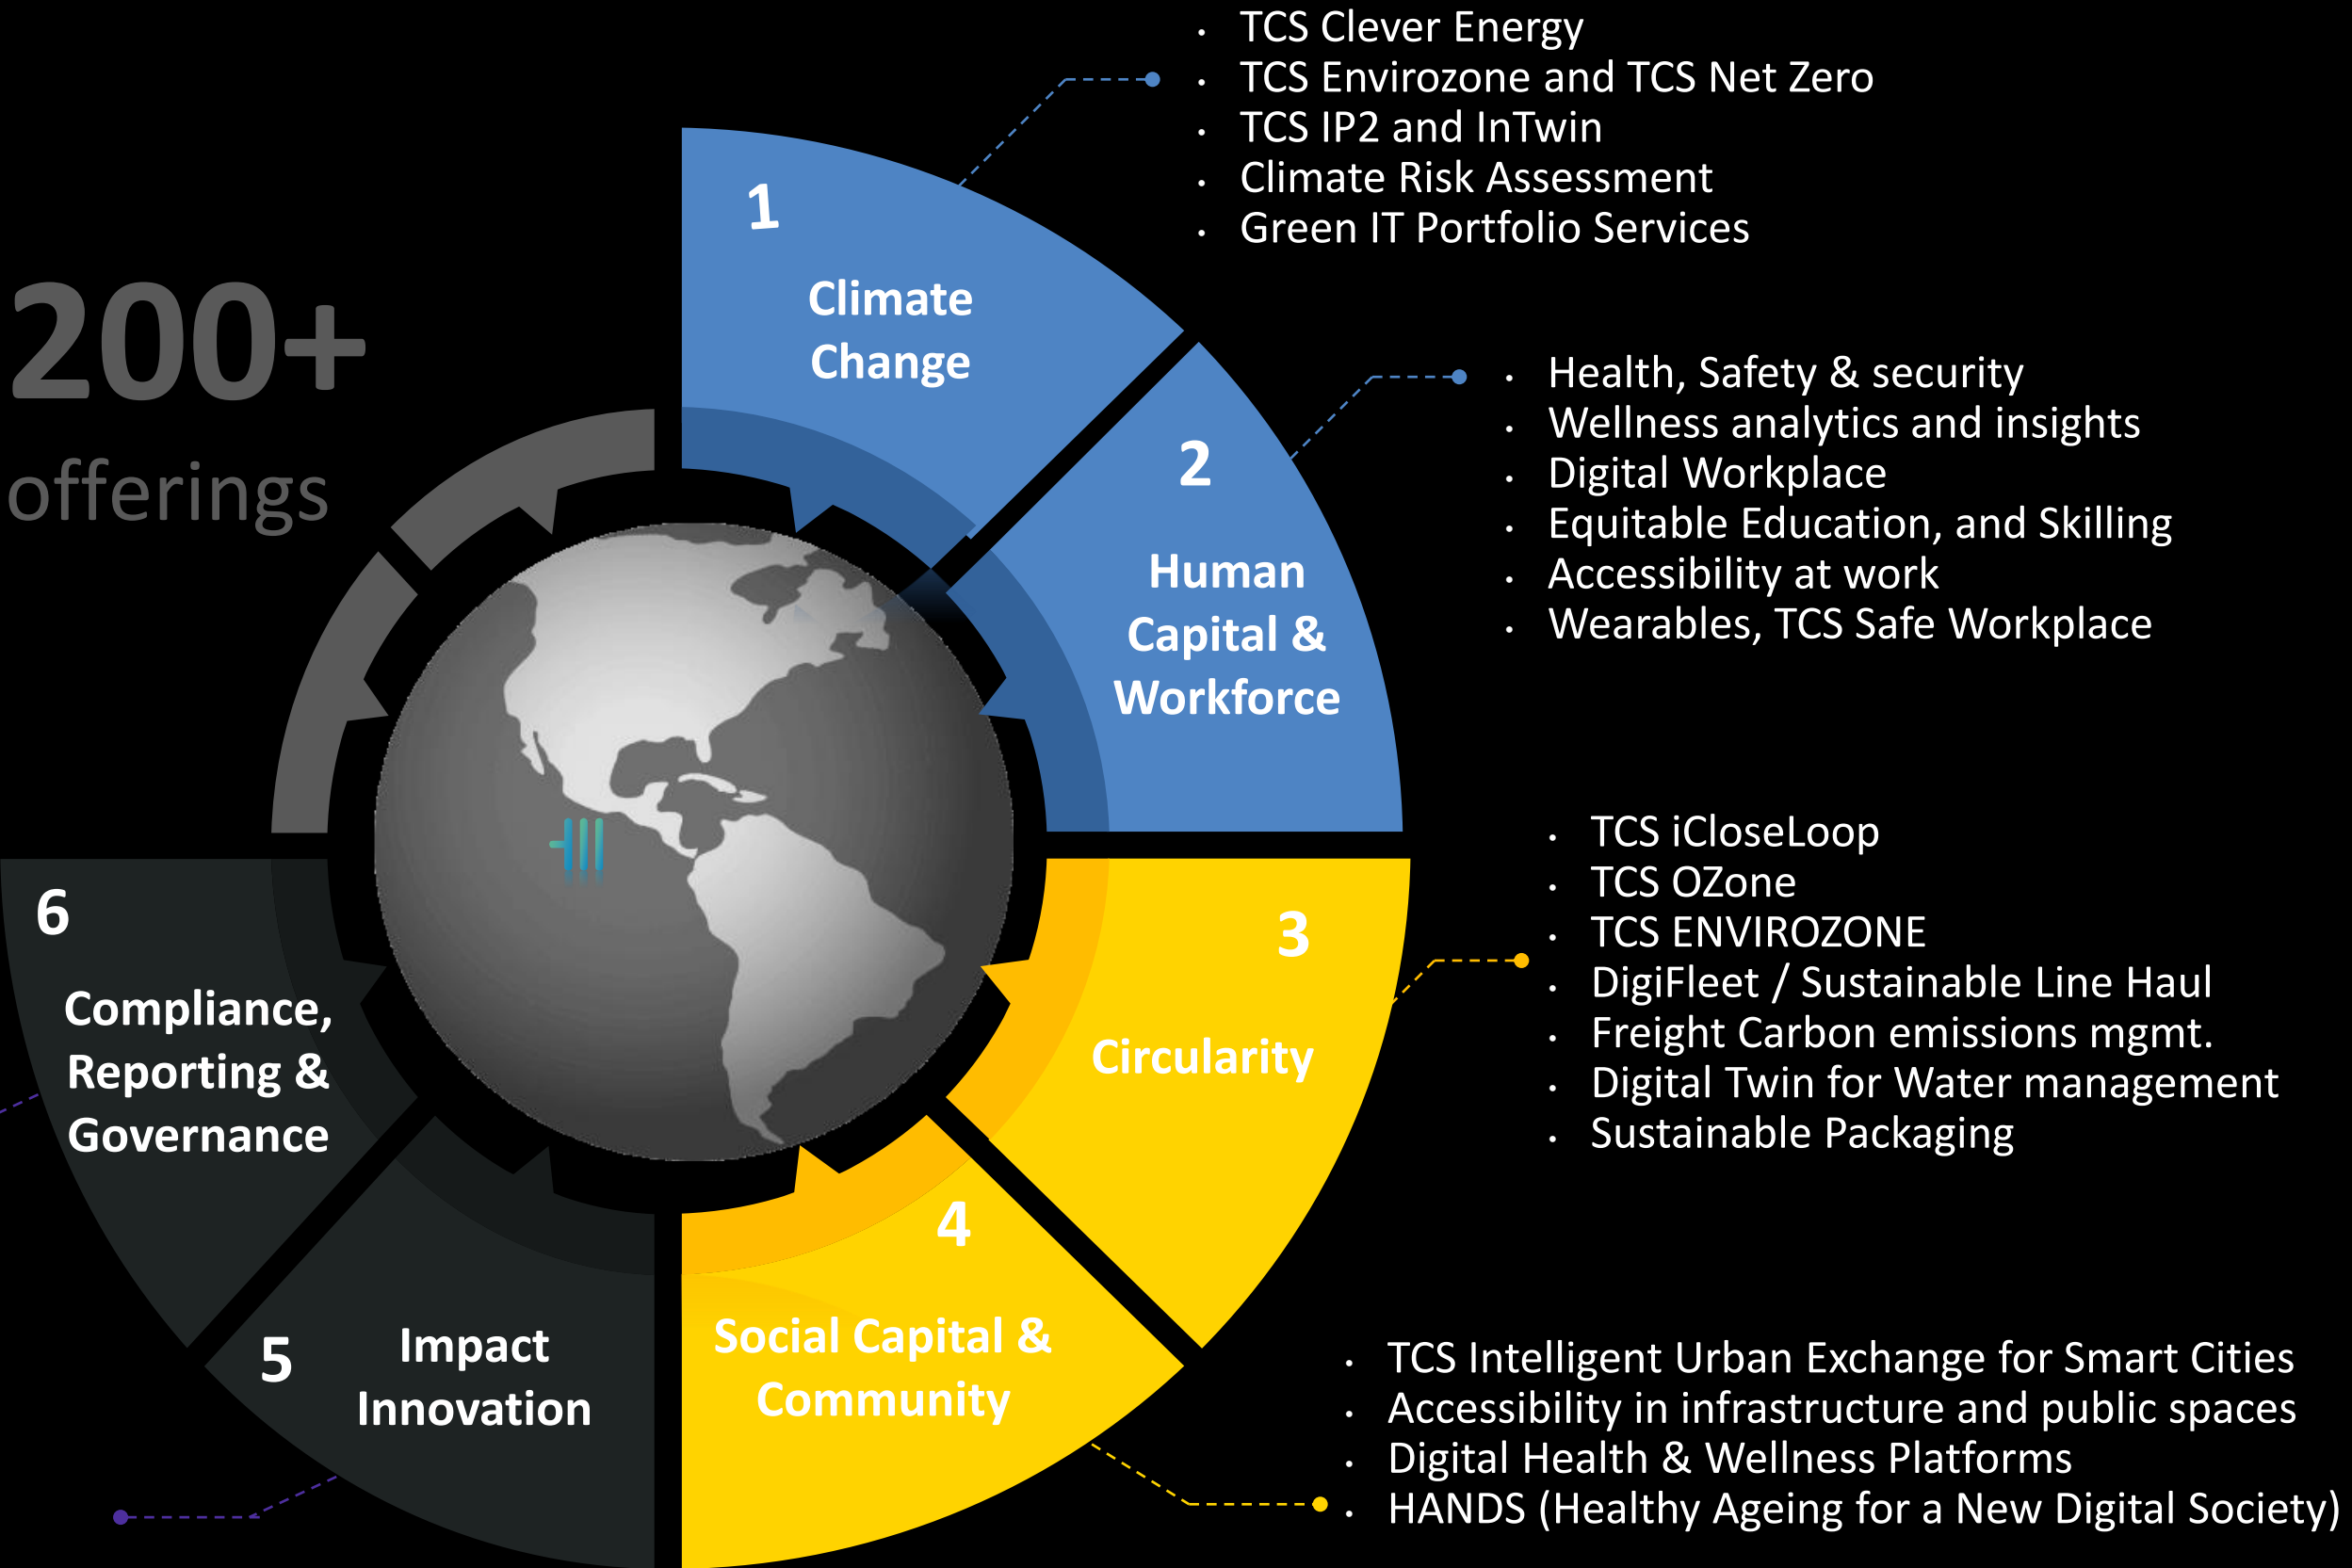 200+
offerings
1
Climate
Change
• TCS Clever Energy
• TCS Envirozone and TCS Net Zero
• TCS IP2 and InTwin
• Climate Risk Assessment
• Green IT Portfolio Services
2
Human
Capital &
Workforce
• Health, Safety & security
• Wellness analytics and insights
• Digital Workplace
• Equitable Education, and Skilling
• Accessibility at work
• Wearables, TCS Safe Workplace
3
Circularity
• TCS iCloseLoop
• TCS OZone
• TCS ENVIROZONE
• DigiFleet / Sustainable Line Haul
• Freight Carbon emissions mgmt.
• Digital Twin for Water management
• Sustainable Packaging
4
Social Capital &
Community
• TCS Intelligent Urban Exchange for Smart Cities
• Accessibility in infrastructure and public spaces
• Digital Health & Wellness Platforms
• HANDS (Healthy Ageing for a New Digital Society)
5
Impact
Innovation
6
Compliance,
Reporting &
Governance